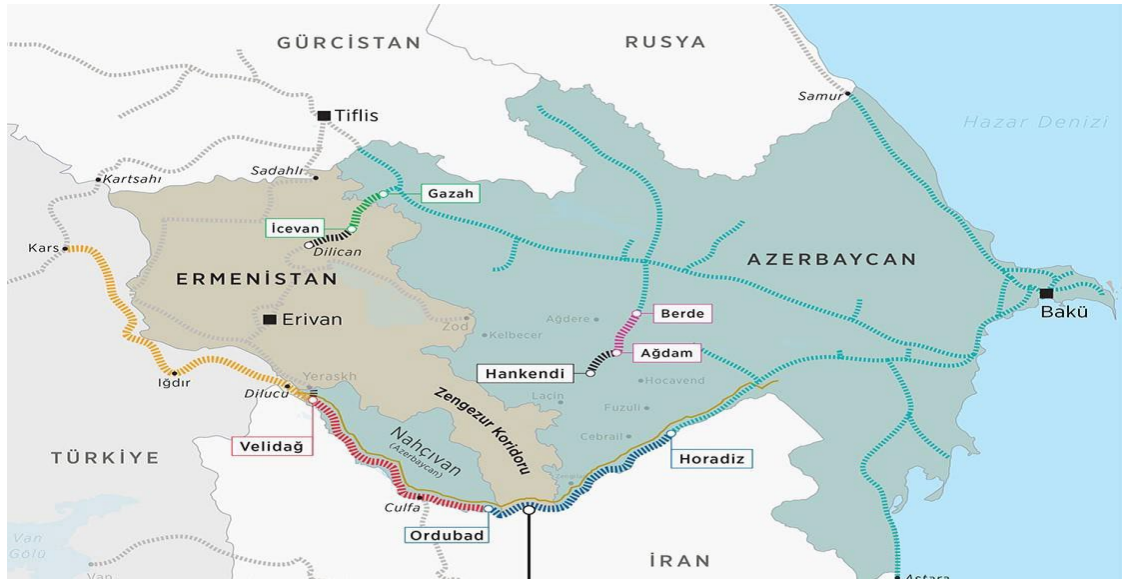 GÜRCİSTAN
RUSYA
Samur
Hazar Denizi
Tiflis
Kartsahı
Sadahlı
Gazah
İcevan
Dilican
Kars
ERMENİSTAN
AZERBAYCAN
Erivan
Zod
Kelbecer
Ağdere
Berde
Bakü
Ağdam
Hankendi
Hocavend
Iğdır
Dilucu
Yeraskh
Laçin
Fuzuli
Zengezur Koridoru
Velidağ
Nahçıvan
(Azerbaycan)
Cebrail
Horadiz
TÜRKİYE
Culfa
Ordubad
Van
Gölü
İRAN
Van
Astara